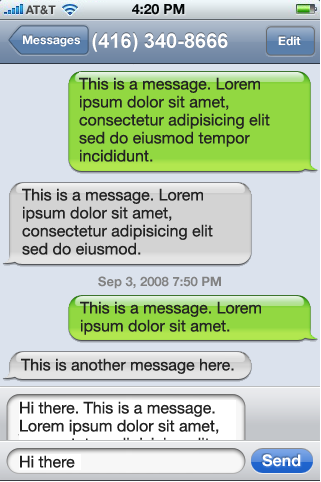 AT&T 4:20 PM
Messages (416) 340-8666 Edit
This is a message. Lorem
ipsum dolor sit amet,
consectetur adipisicing elit
sed do eiusmod tempor
incididunt.
This is a message. Lorem
ipsum dolor sit amet,
consectetur adipisicing elit
sed do eiusmod.
Sep 3, 2008 7:50 PM
This is a message. Lorem
ipsum dolor sit amet.
This is another message here.
Hi there. This is a message.
Lorem ipsum dolor sit amet,
Hi there Send